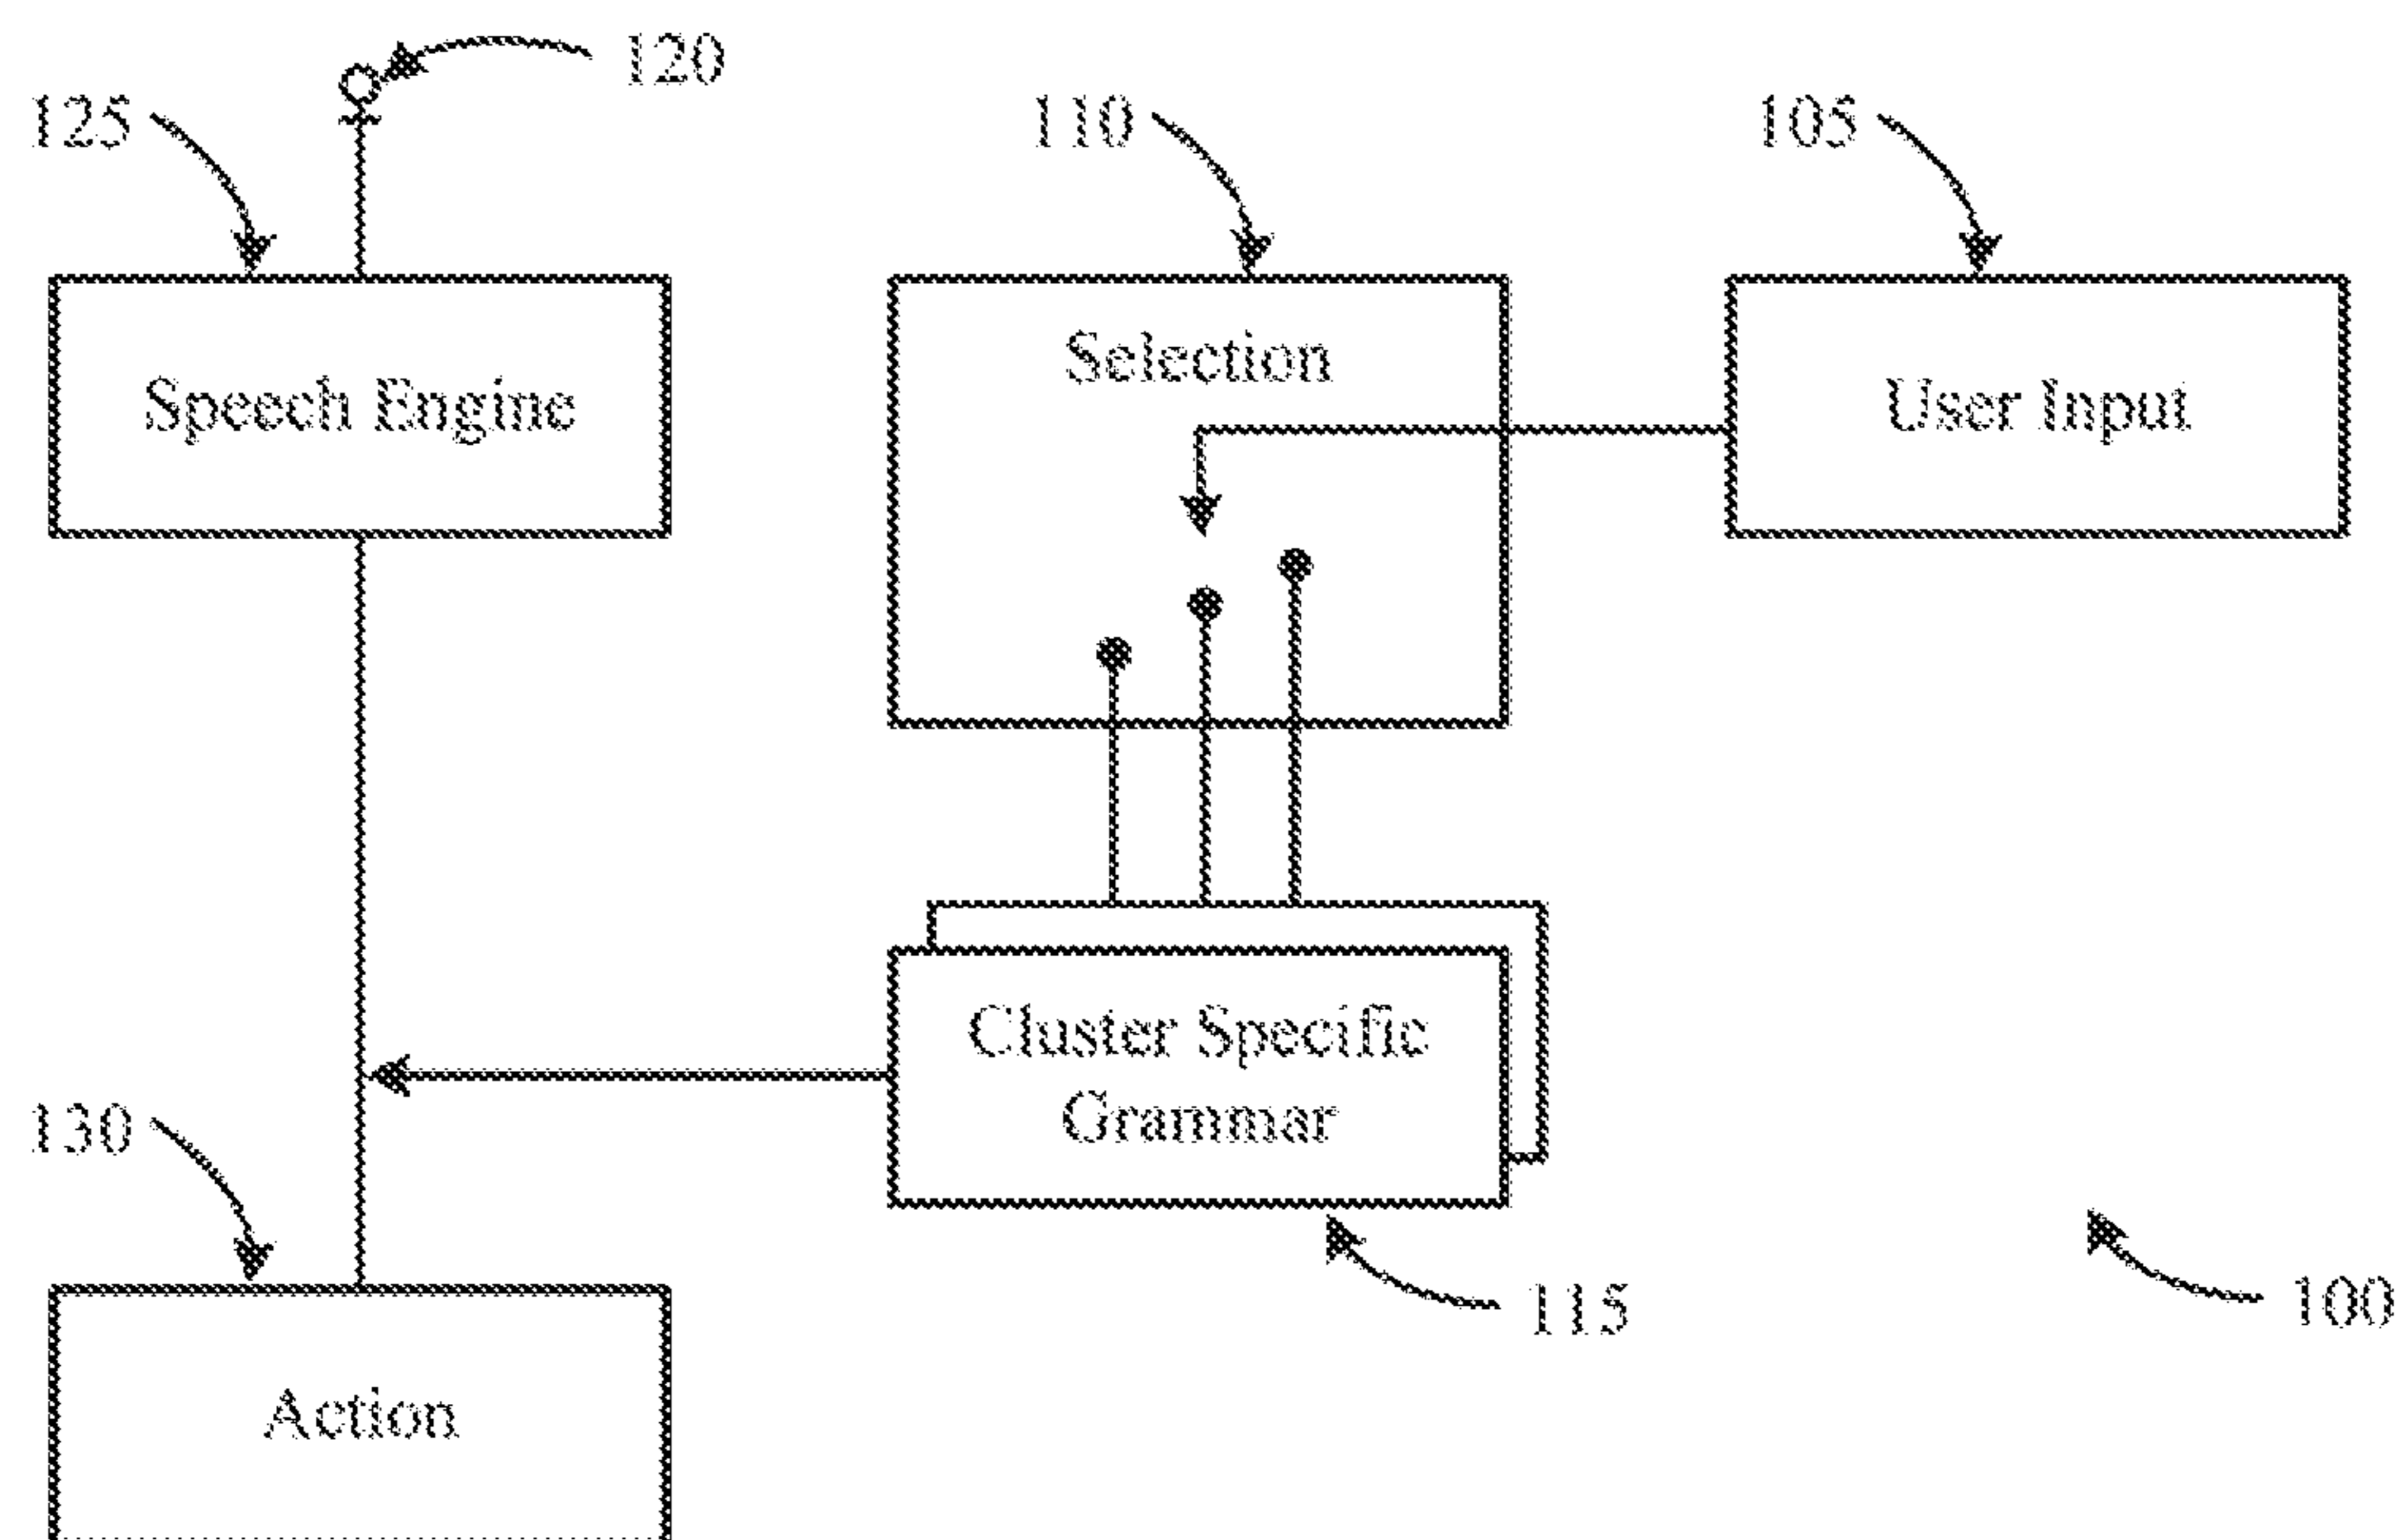 120
125
110
105
Selection
Speech Engine
User Input
Cluster Specific
Grammar
130
115
100
Action